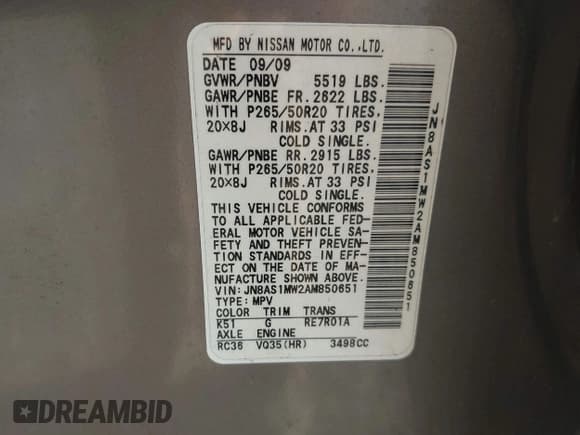 MFD BY NISSAN MOTOR CO.,LTD.
DATE 09/09
GVWR/PNBV 5519 LBS.
GAWR/PNBE FR. 2622 LBS.
WITH P265/50R20 TIRES,
20X8J RIMS. AT 33 PSI
COLD SINGLE.
GAWR/PNBE RR. 2915 LBS.
WITH P265/50R20 TIRES,
20X8J RIMS. AT 33 PSI
COLD SINGLE.
THIS VEHICLE CONFORMS
TO ALL APPLICABLE FED-
ERAL MOTOR VEHICLE SA-
FETY AND THEFT PREVEN-
TION STANDARDS IN EFF-
ECT ON THE DATE OF MA-
NUFACTURE SHOWN ABOVE.
VIN: JN8AS1MW2AM850651
TYPE: MPV
COLOR TRIM TRANS
K51 G RE7R01A
AXLE ENGINE
RC36 VQ35(HR) 3498CC
JN8AS1MW2AM850651
DREAMBID